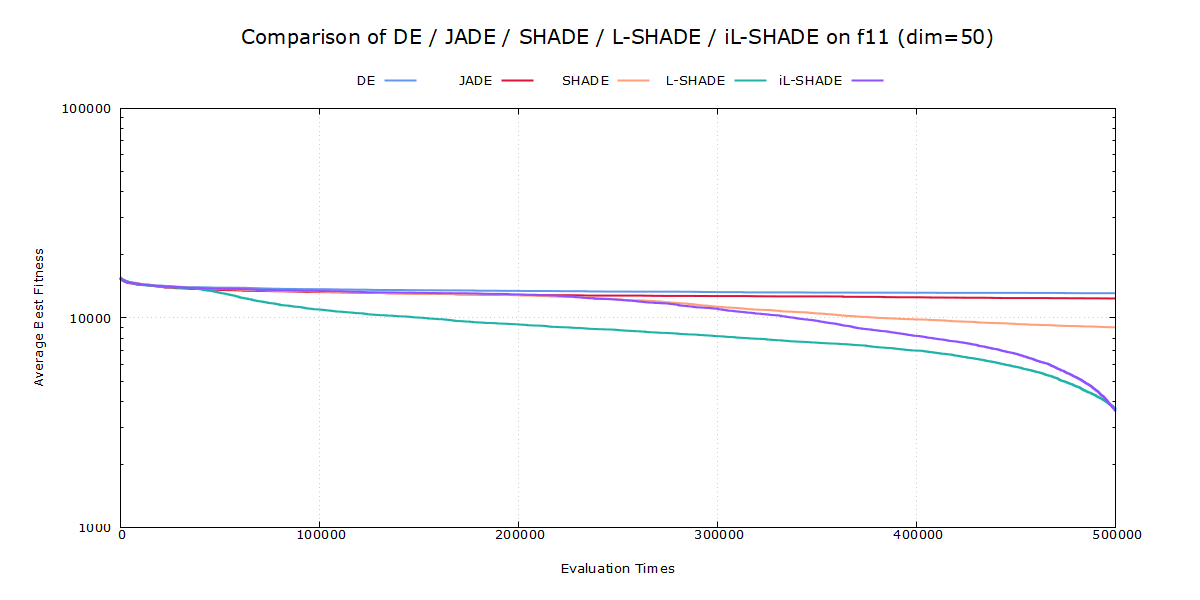 Comparison of DE / JADE / SHADE / L-SHADE / iL-SHADE on f11 (dim=50)
DE JADE SHADE L-SHADE iL-SHADE
100000
10000
1000
Average Best Fitness
0 100000 200000 300000 400000 500000
Evaluation Times